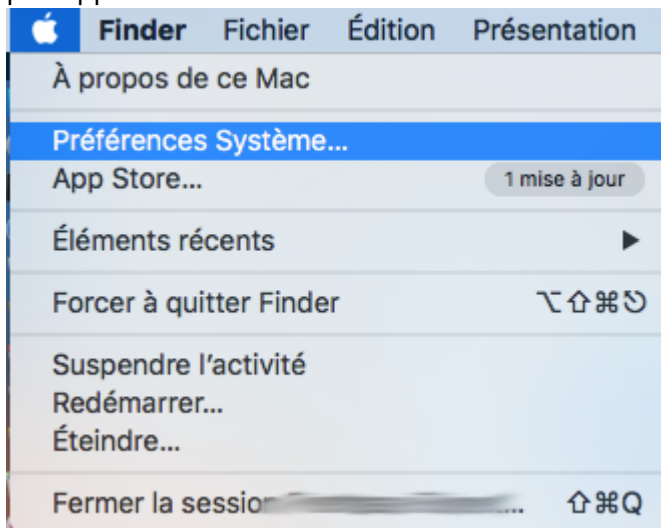 Finder Fichier Édition Présentation
À propos de ce Mac
Préférences Système...
App Store... 1 mise à jour
Éléments récents ▶
Forcer à quitter Finder ⌥⇧⌘⎋
Suspendre l’activité
Redémarrer...
Éteindre...
Fermer la session ... ⇧⌘Q